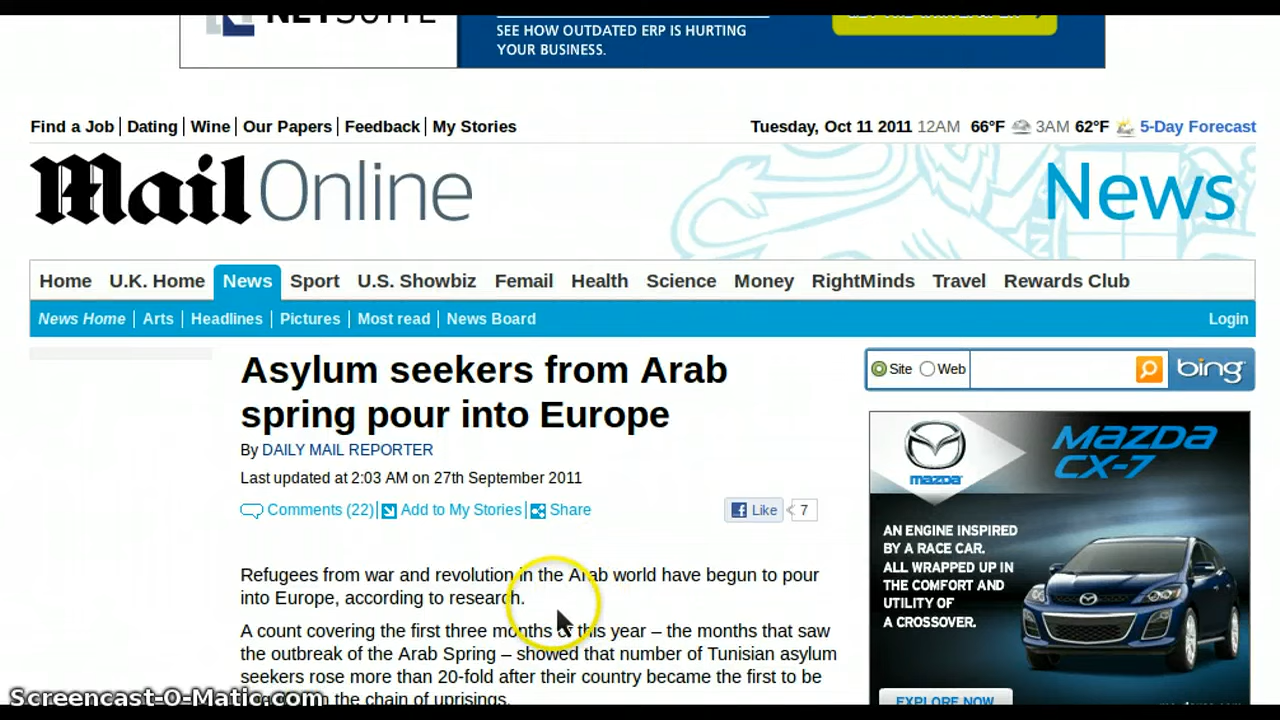 NETSUITE
SEE HOW OUTDATED ERP IS HURTING
YOUR BUSINESS.
Find a Job | Dating | Wine | Our Papers | Feedback | My Stories
Tuesday, Oct 11 2011 12AM 66°F 3AM 62°F 5-Day Forecast
Mail Online
News
Home U.K. Home News Sport U.S. Showbiz Femail Health Science Money RightMinds Travel Rewards Club
News Home | Arts | Headlines | Pictures | Most read | News Board
Login
Asylum seekers from Arab
spring pour into Europe
By DAILY MAIL REPORTER
Last updated at 2:03 AM on 27th September 2011
Comments (22) | Add to My Stories | Share
Like 7
Refugees from war and revolution in the Arab world have begun to pour
into Europe, according to research.
A count covering the first three months of this year – the months that saw
the outbreak of the Arab Spring – showed that number of Tunisian asylum
seekers rose more than 20-fold after their country became the first to be
in the chain of uprisings.
Site Web
bing
mazda
MAZDA
CX-7
AN ENGINE INSPIRED
BY A RACE CAR.
ALL WRAPPED UP IN
THE COMFORT AND
UTILITY OF
A CROSSOVER.
EXPLORE NOW
Screencast-O-Matic.com